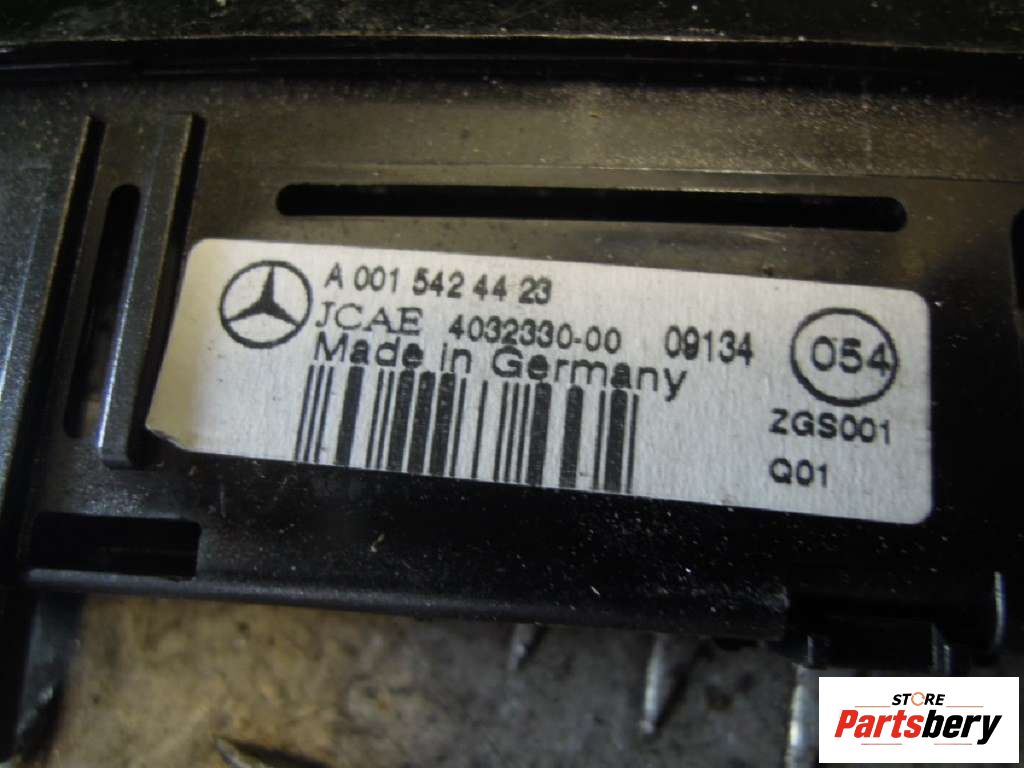 A 001 542 44 23
JCAE 4032330-00 09134
Made in Germany
054
ZGS001
Q01
STORE
Partsbery